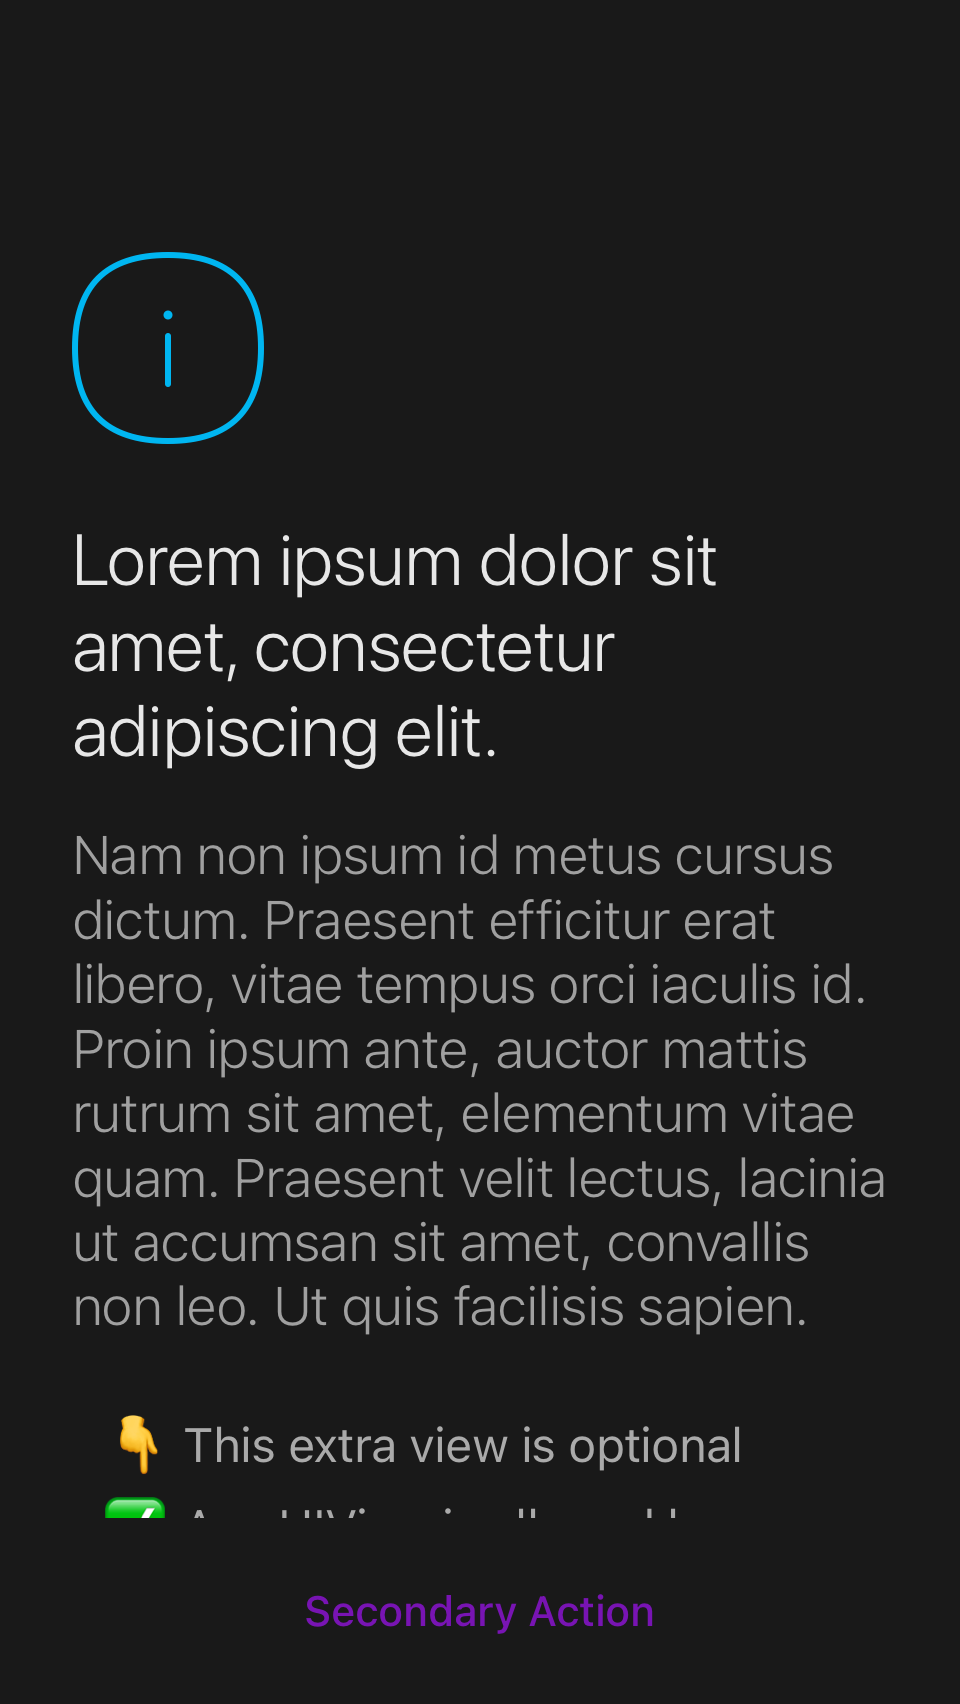 Lorem ipsum dolor sit
amet, consectetur
adipiscing elit.
Nam non ipsum id metus cursus
dictum. Praesent efficitur erat
libero, vitae tempus orci iaculis id.
Proin ipsum ante, auctor mattis
rutrum sit amet, elementum vitae
quam. Praesent velit lectus, lacinia
ut accumsan sit amet, convallis
non leo. Ut quis facilisis sapien.
👇 This extra view is optional
Secondary Action